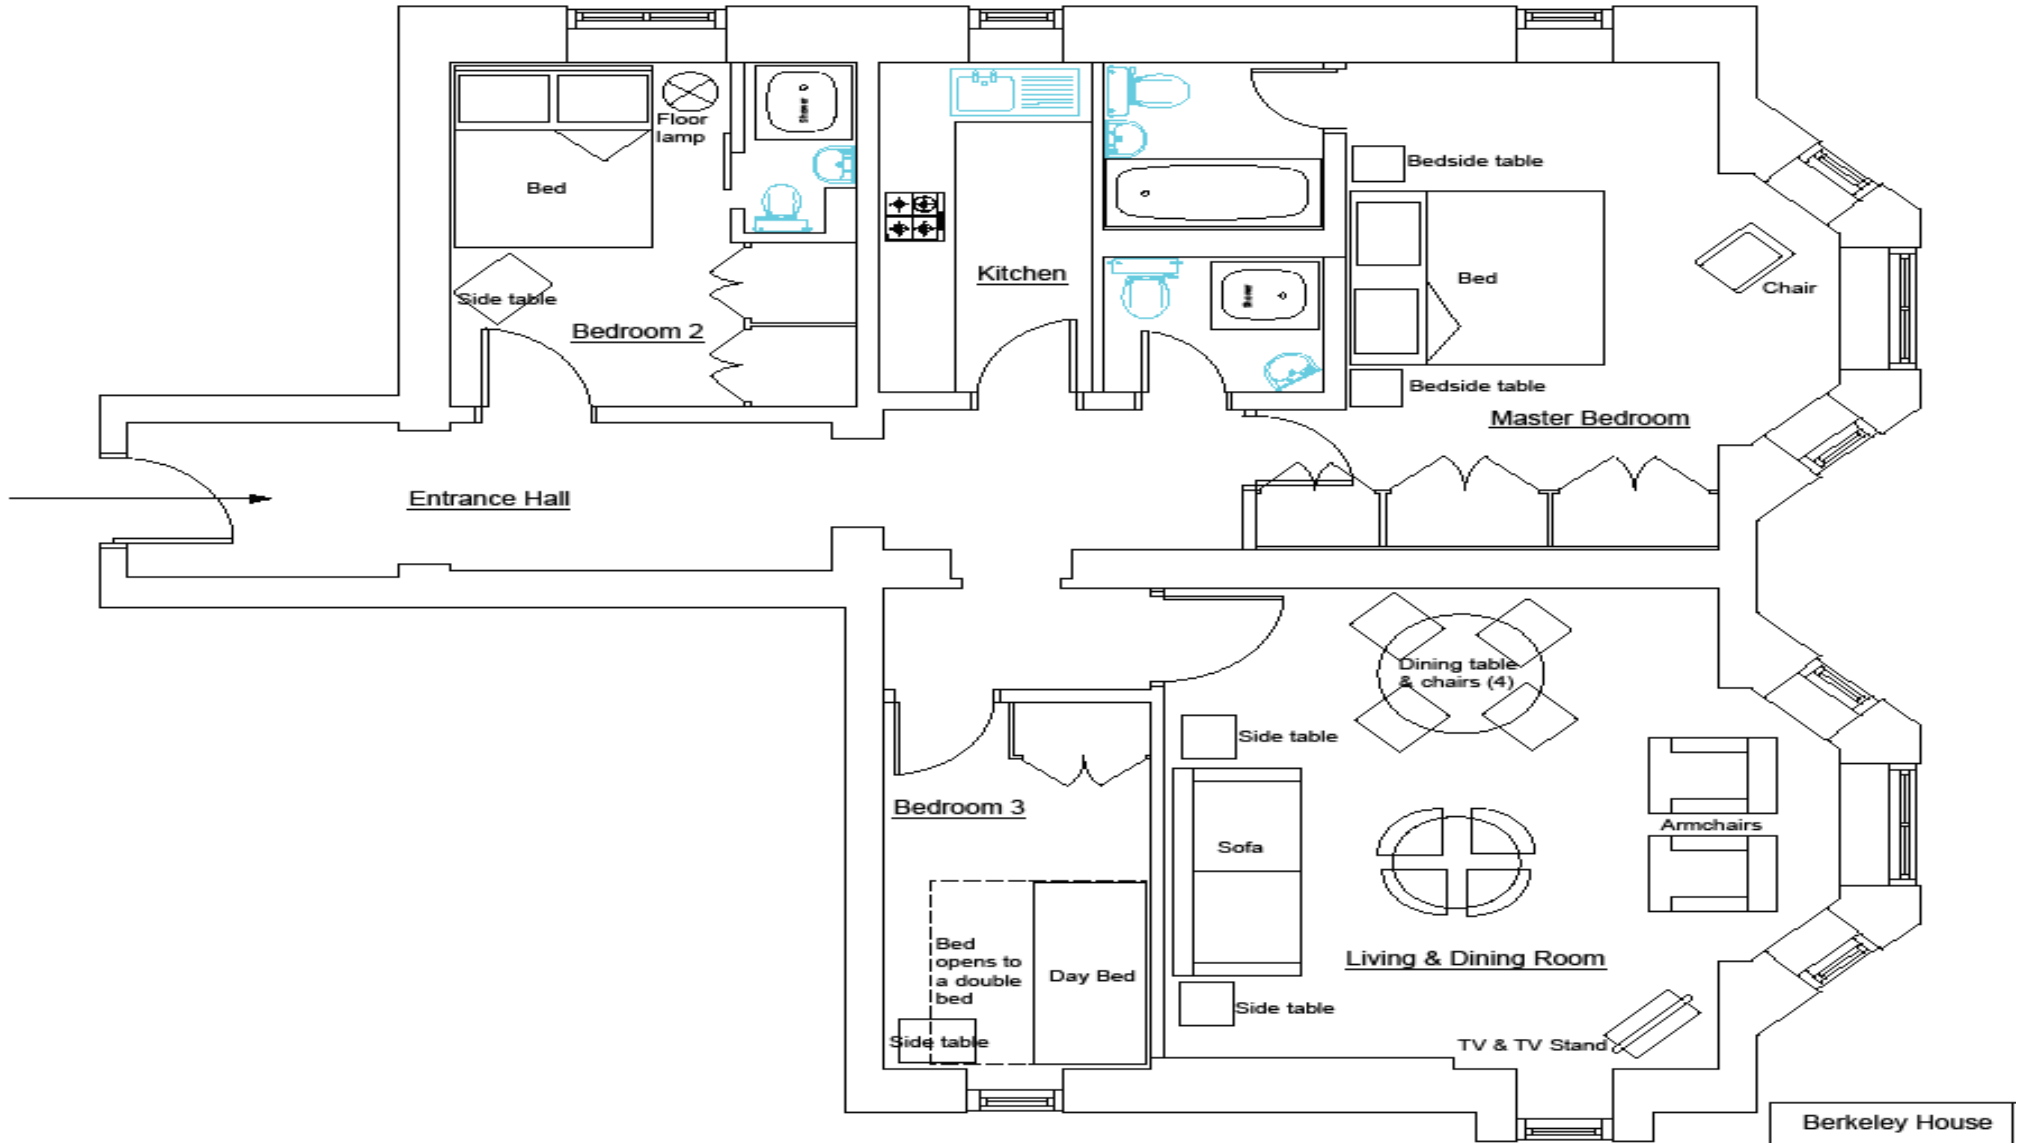 Floor
lamp
Shower
Bed
Side table
Bedroom 2
Kitchen
Shower
Bedside table
Bed
Chair
Bedside table
Master Bedroom
Entrance Hall
Dining table
& chairs (4)
Side table
Armchairs
Sofa
Living & Dining Room
Side table
TV & TV Stand
Bedroom 3
Bed
opens to
a double
bed
Day Bed
Side table
Berkeley House